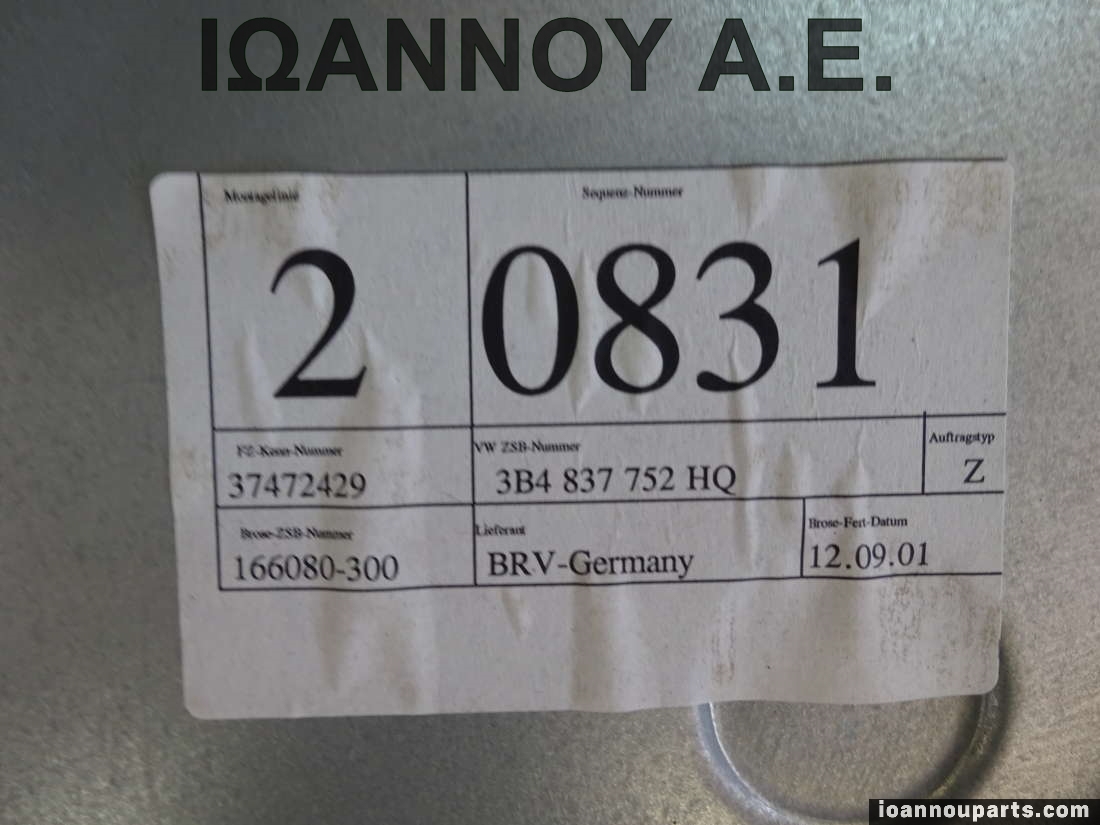 ΙΩΑΝΝΟΥ Α.Ε.
Montagelinie
Sequenz-Nummer
2
0831
FZ-Kenn-Nummer
VW ZSB-Nummer
Auftragstyp
37472429
3B4 837 752 HQ
Z
Brose-ZSB-Nummer
Lieferant
Brose-Fert-Datum
166080-300
BRV-Germany
12.09.01
ioannouparts.com